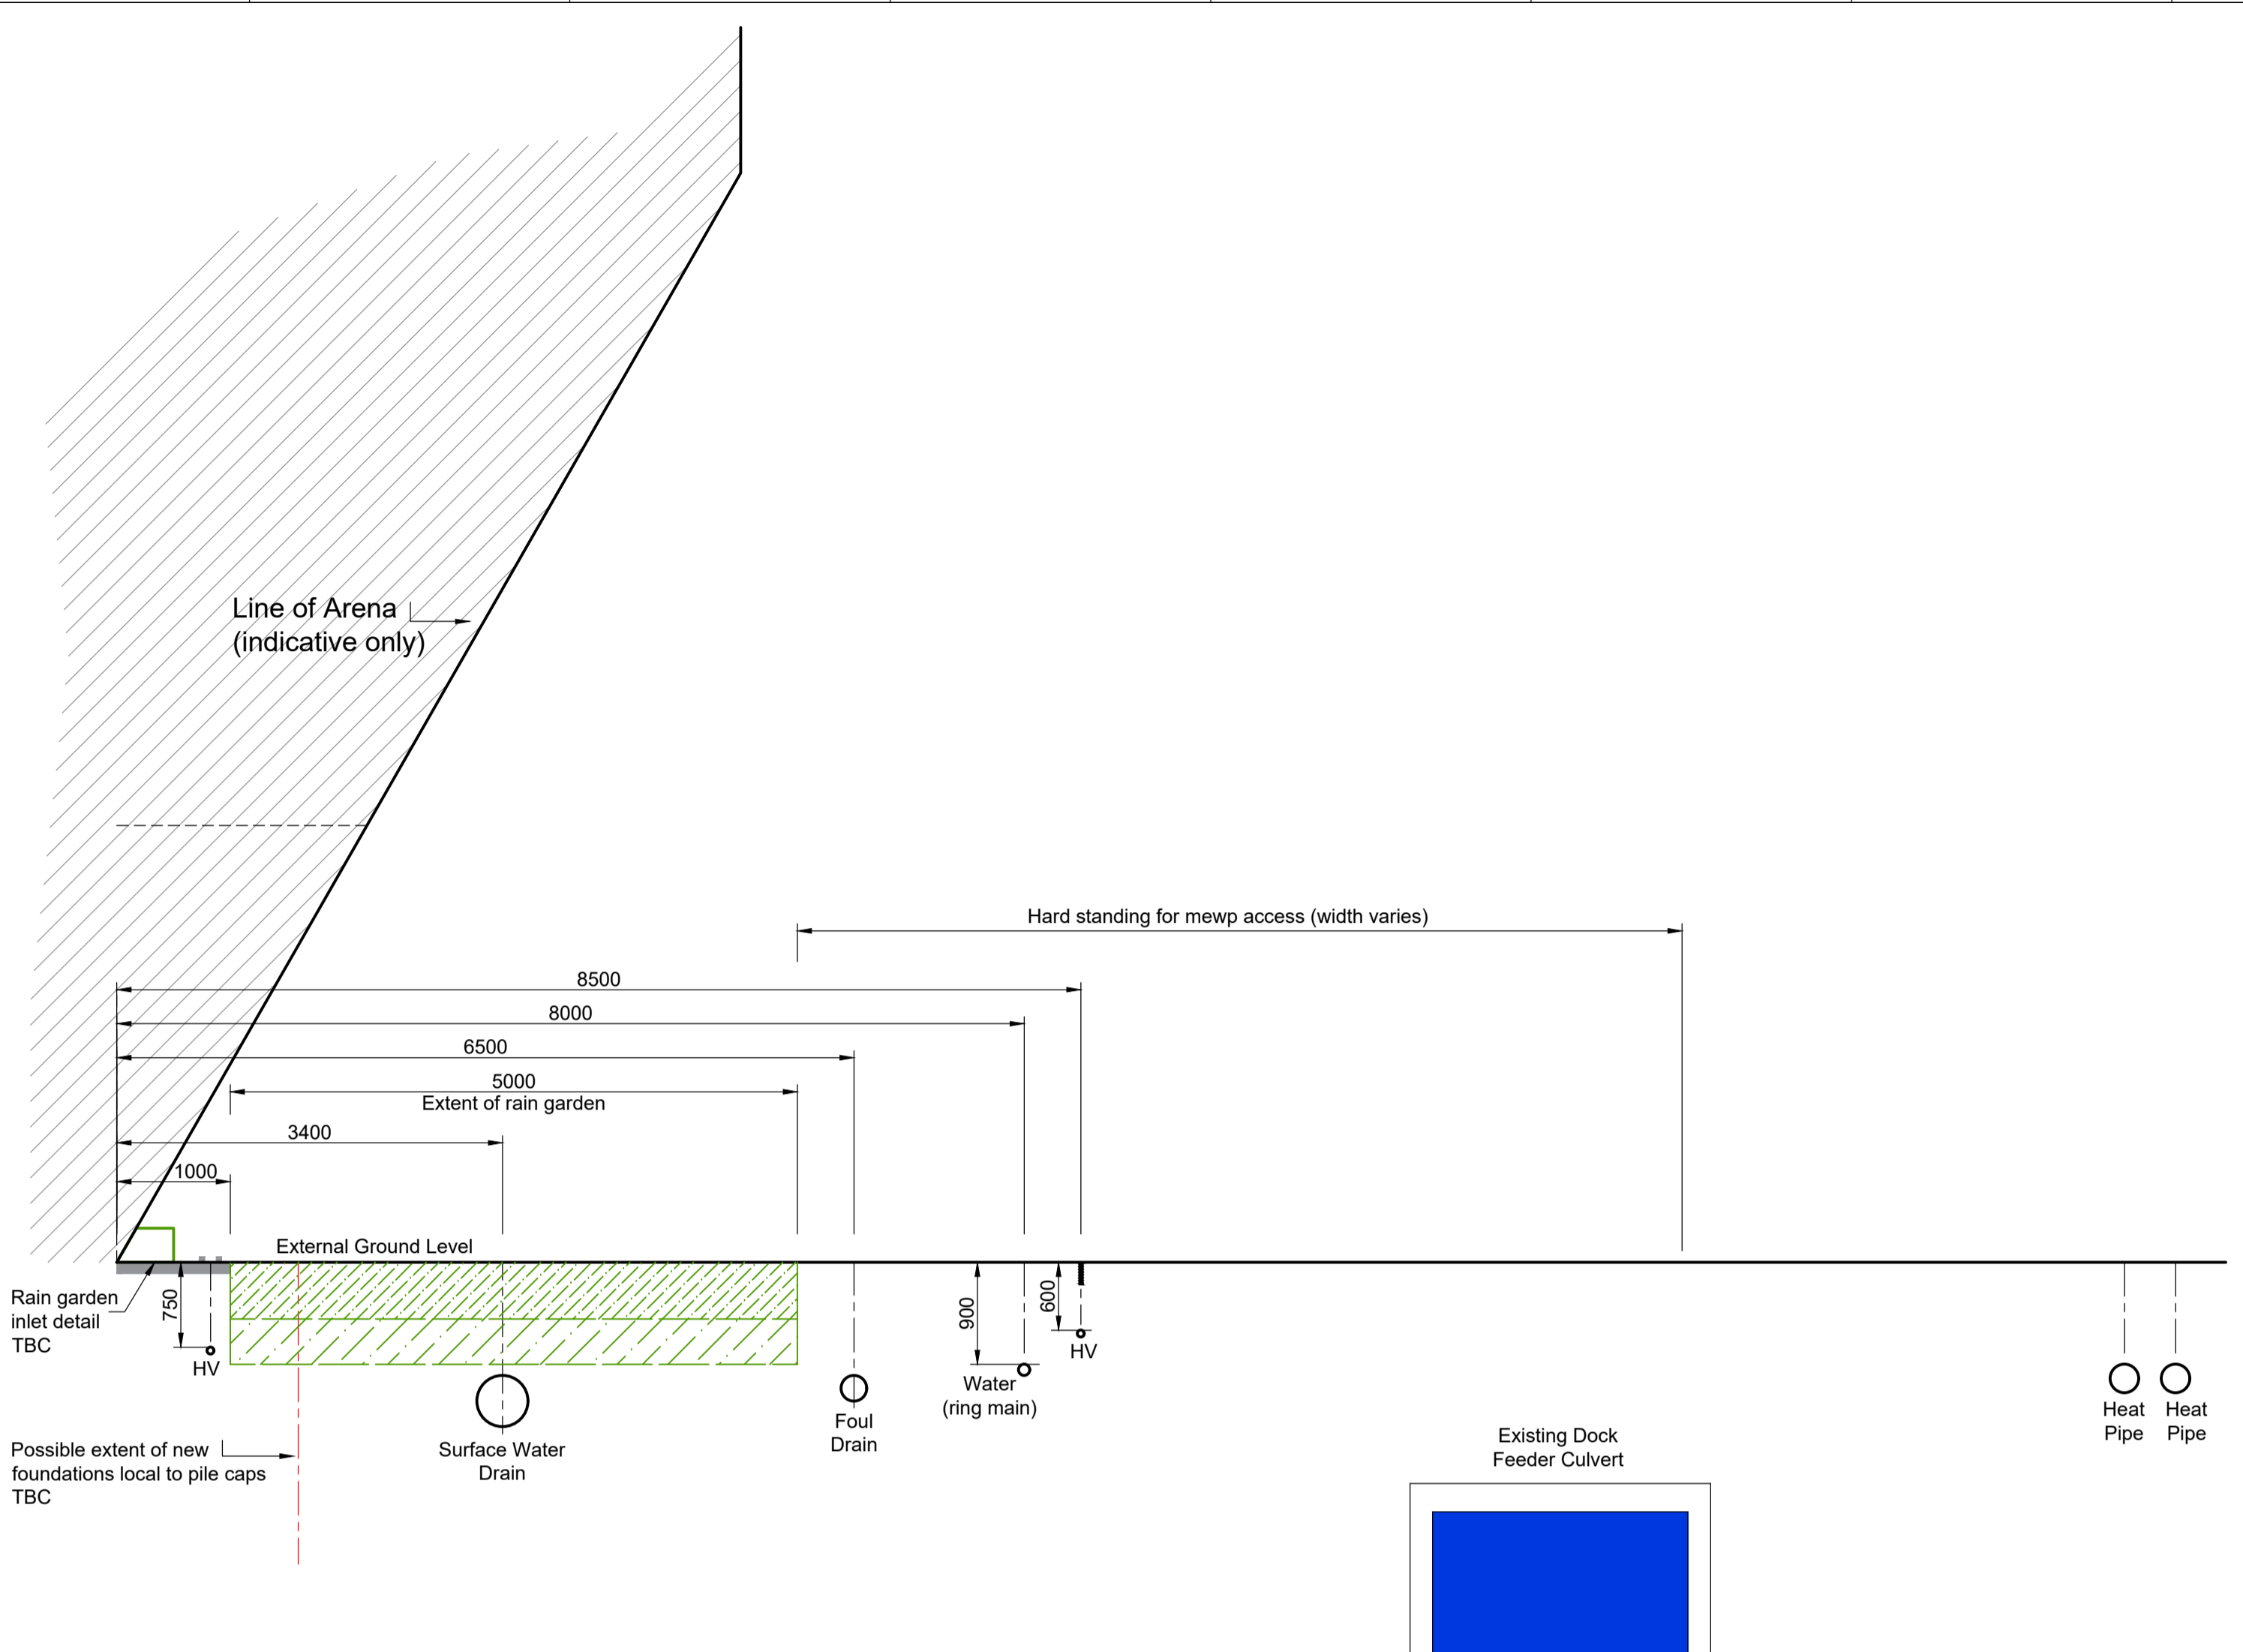 Line of Arena
(indicative only)
Hard standing for mewp access (width varies)
8500
8000
6500
5000
Extent of rain garden
3400
1000
External Ground Level
Rain garden
inlet detail
TBC
750
HV
900
600
HV
Water
(ring main)
Foul
Drain
Surface Water
Drain
Possible extent of new
foundations local to pile caps
TBC
Existing Dock
Feeder Culvert
Heat
Pipe
Heat
Pipe